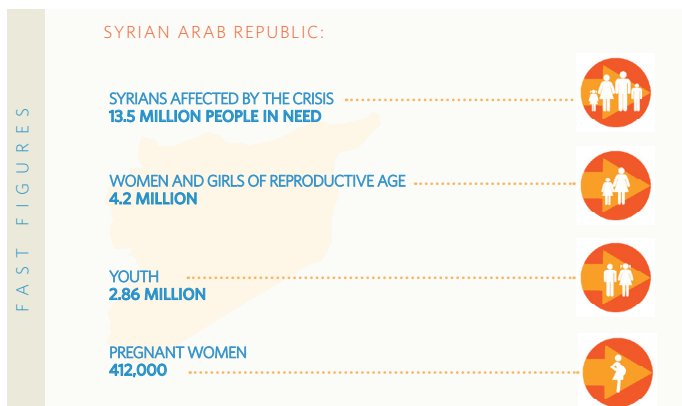 SYRIAN ARAB REPUBLIC:
FAST FIGURES
SYRIANS AFFECTED BY THE CRISIS
13.5 MILLION PEOPLE IN NEED
WOMEN AND GIRLS OF REPRODUCTIVE AGE
4.2 MILLION
YOUTH
2.86 MILLION
PREGNANT WOMEN
412,000